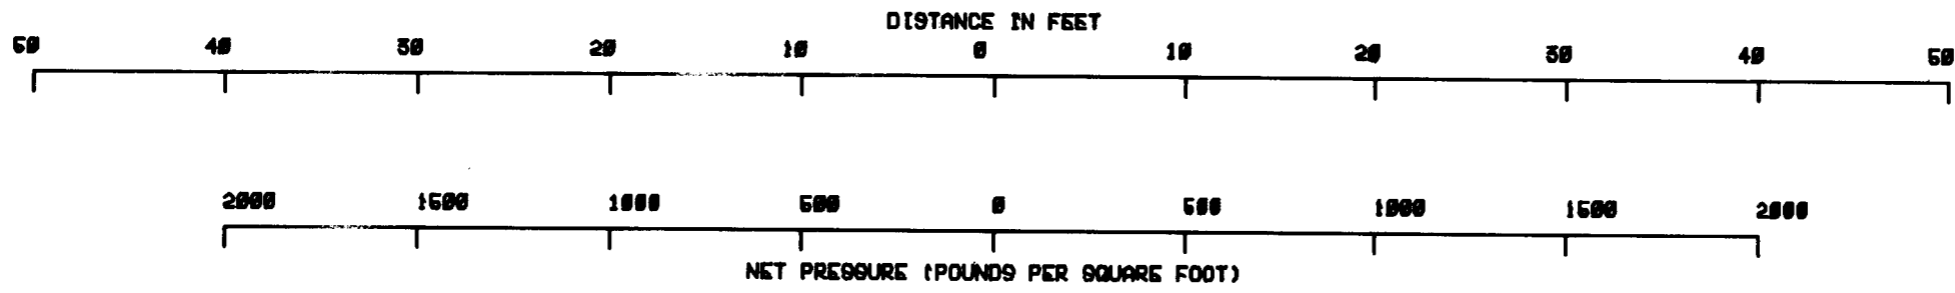 DISTANCE IN FEET
50 40 30 20 10 0 10 20 30 40 50
2000 1500 1000 500 0 500 1000 1500 2000
NET PRESSURE (POUNDS PER SQUARE FOOT)